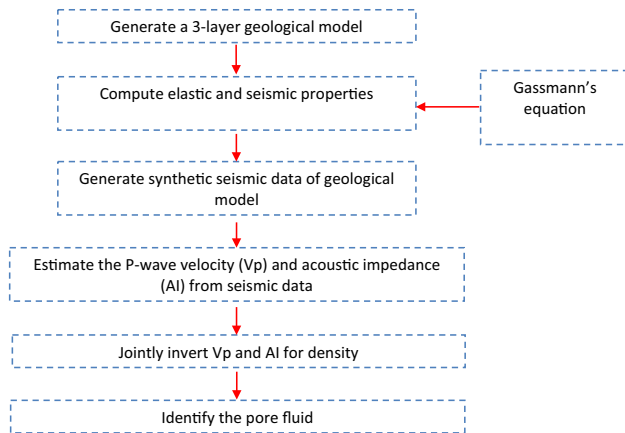 Generate a 3-layer geological model
Compute elastic and seismic properties
Gassmann's
equation
Generate synthetic seismic data of geological
model
Estimate the P-wave velocity (Vp) and acoustic impedance
(AI) from seismic data
Jointly invert Vp and AI for density
Identify the pore fluid